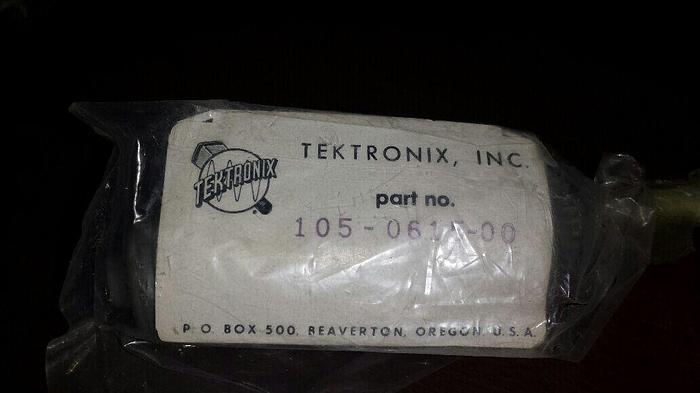 TEKTRONIX
TEKTRONIX, INC.
part no.
P. O. BOX 500, BEAVERTON, OREGON, U.S.A.